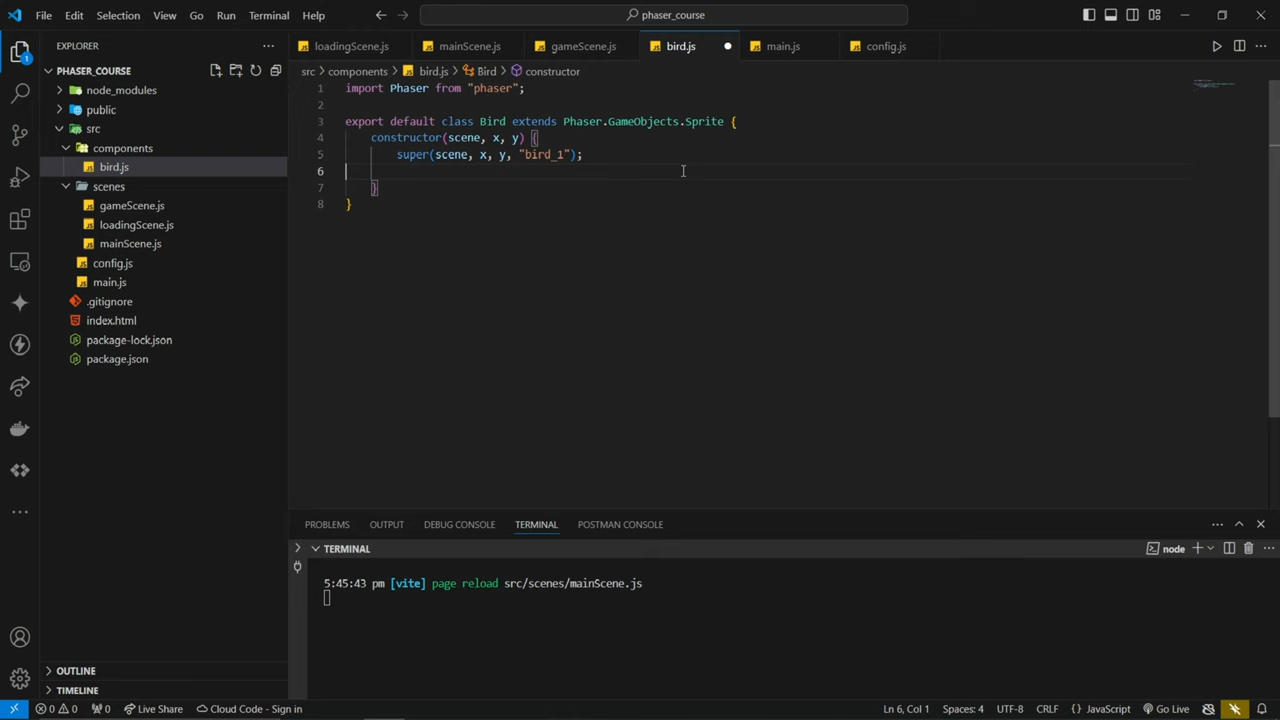 File Edit Selection View Go Run Terminal Help
phaser_course
EXPLORER
PHASER_COURSE
node_modules
public
src
components
bird.js
scenes
gameScene.js
loadingScene.js
mainScene.js
config.js
main.js
.gitignore
index.html
package-lock.json
package.json
OUTLINE
TIMELINE
loadingScene.js mainScene.js gameScene.js bird.js main.js config.js
src > components > bird.js > Bird > constructor
1 import Phaser from "phaser";
2
3 export default class Bird extends Phaser.GameObjects.Sprite {
4 constructor(scene, x, y) {
5 super(scene, x, y, "bird_1");
6
7 }
8 }
PROBLEMS OUTPUT DEBUG CONSOLE TERMINAL POSTMAN CONSOLE
TERMINAL
node
5:45:43 pm [vite] page reload src/scenes/mainScene.js
0 0 0 Live Share Cloud Code - Sign in Ln 6, Col 1 Spaces: 4 UTF-8 CRLF {} JavaScript Go Live